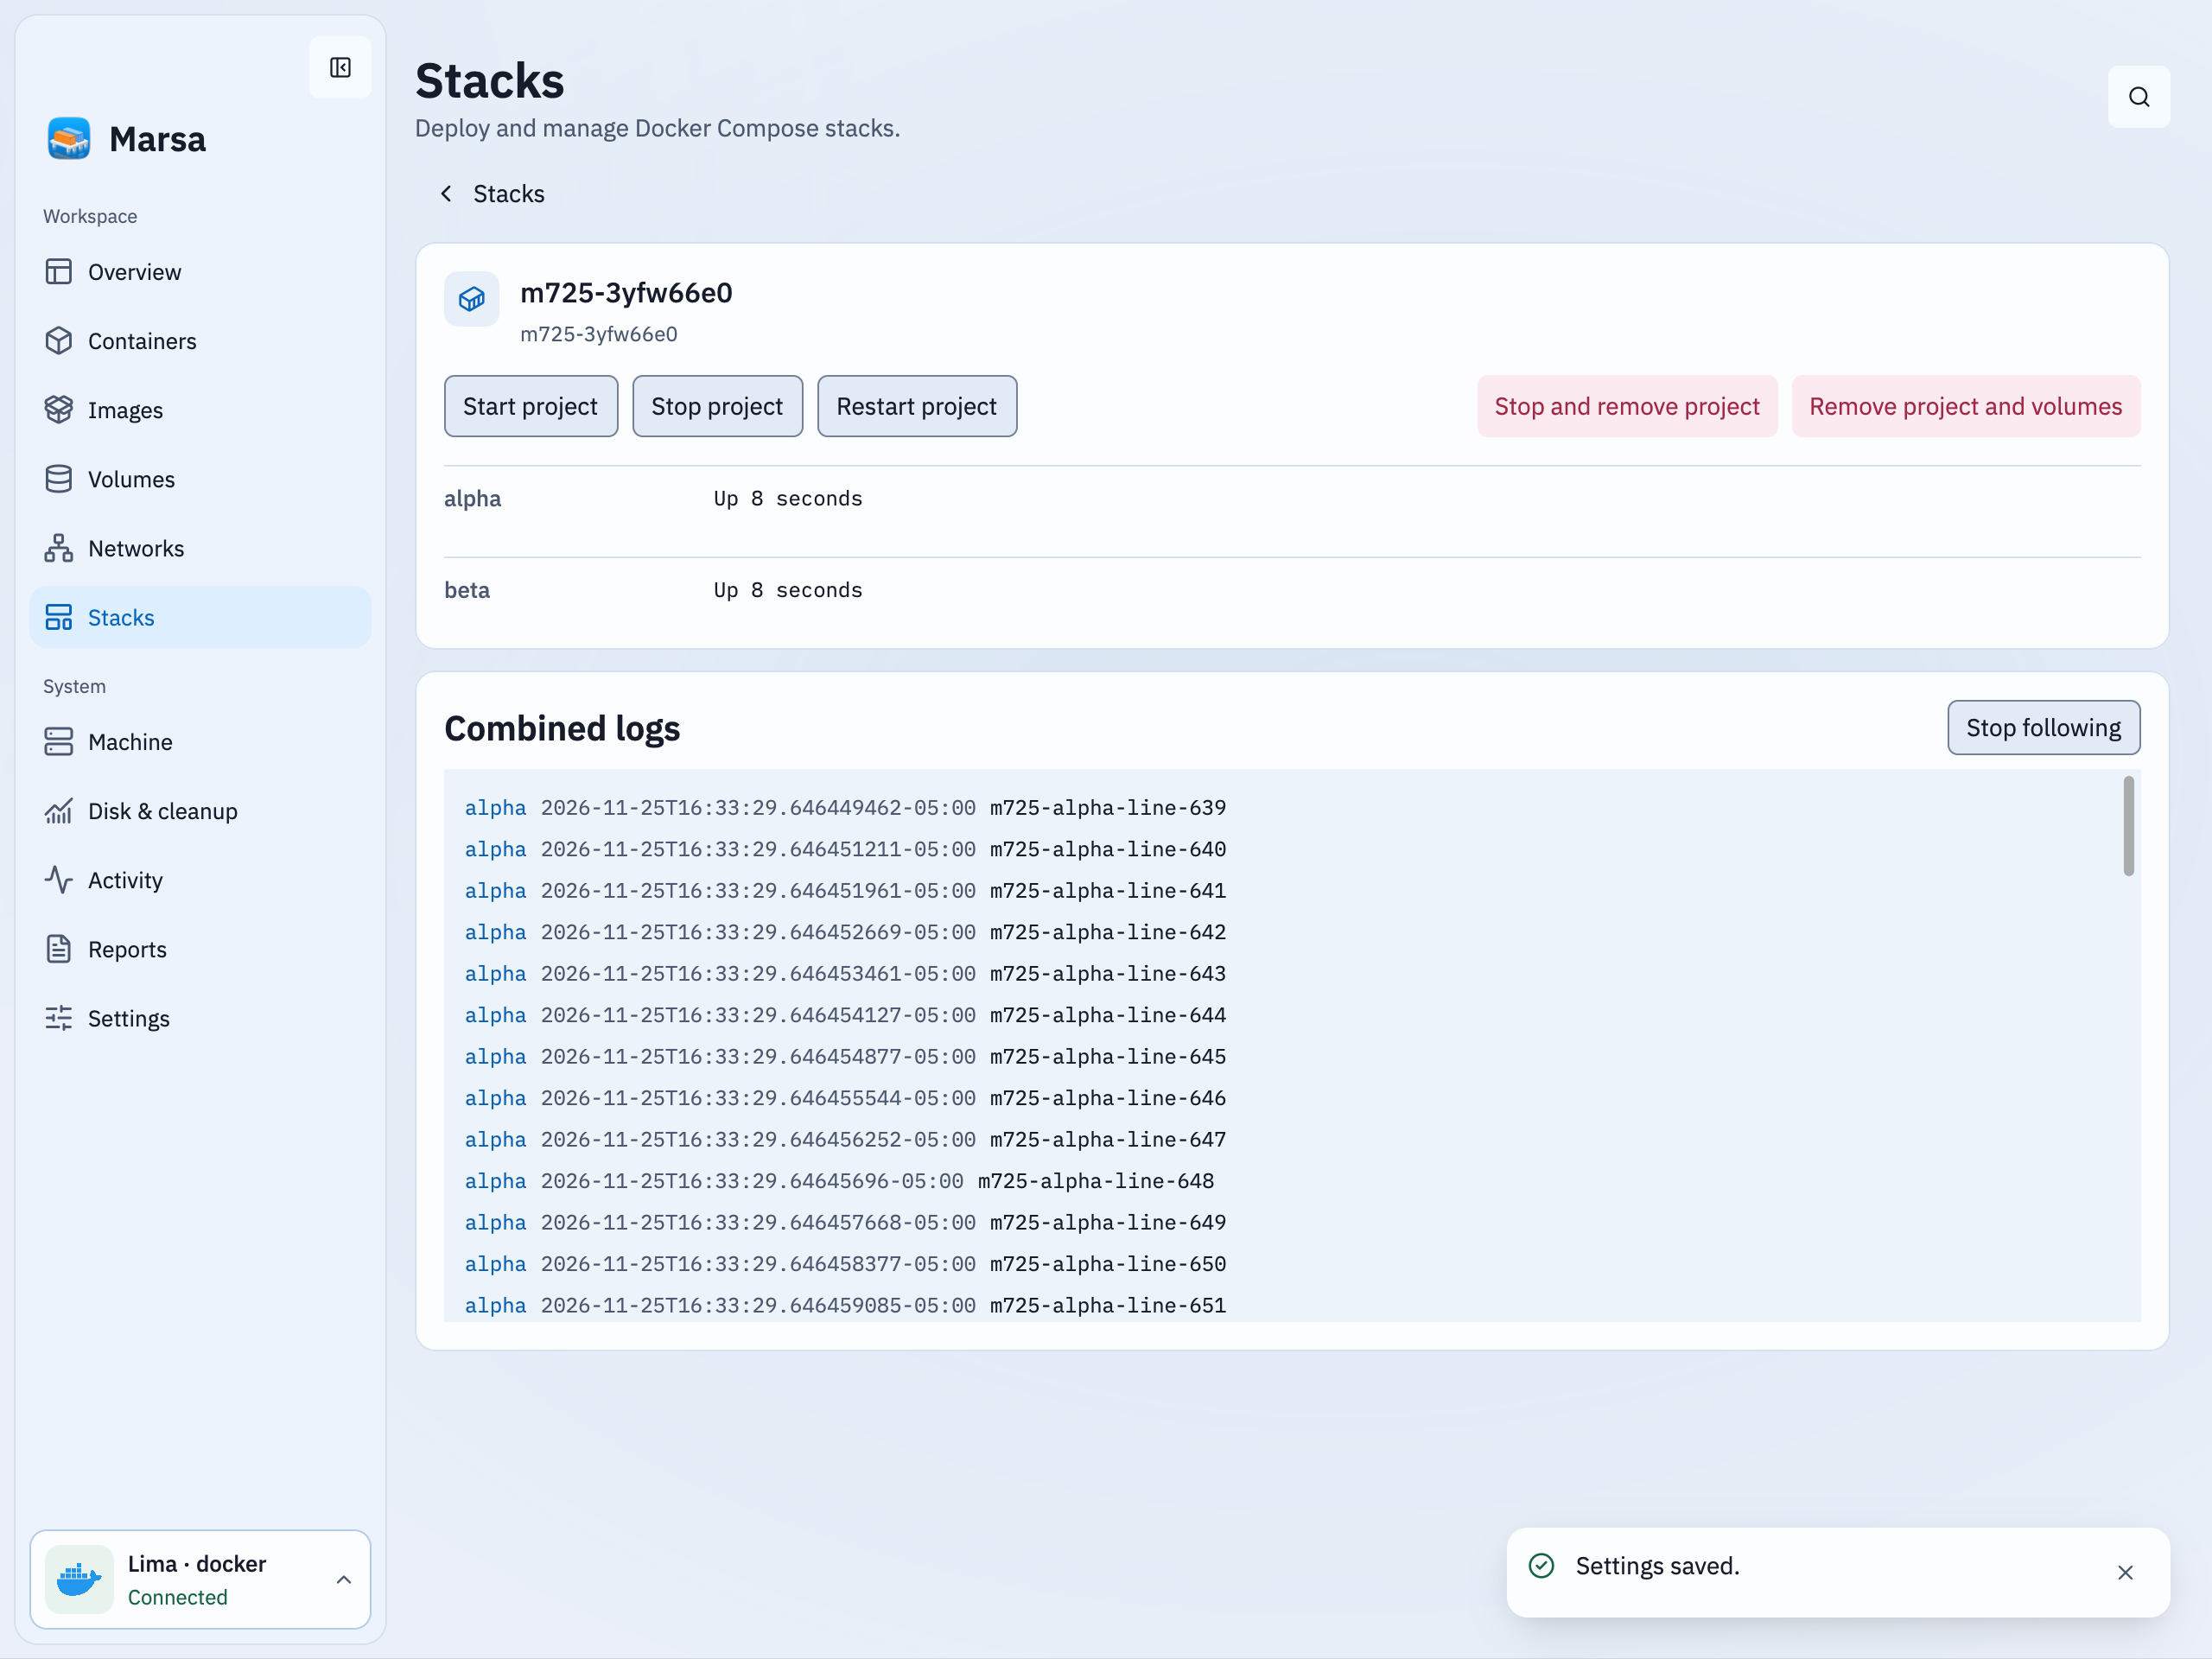 Marsa
Workspace
Overview
Containers
Images
Volumes
Networks
Stacks
System
Machine
Disk & cleanup
Activity
Reports
Settings
Lima · docker
Connected
Stacks
Deploy and manage Docker Compose stacks.
Stacks
m725-3yfw66e0
m725-3yfw66e0
Start project Stop project Restart project Stop and remove project Remove project and volumes
alpha Up 8 seconds
beta Up 8 seconds
Combined logs Stop following
alpha 2026-11-25T16:33:29.646449462-05:00 m725-alpha-line-639
alpha 2026-11-25T16:33:29.646451211-05:00 m725-alpha-line-640
alpha 2026-11-25T16:33:29.646451961-05:00 m725-alpha-line-641
alpha 2026-11-25T16:33:29.646452669-05:00 m725-alpha-line-642
alpha 2026-11-25T16:33:29.646453461-05:00 m725-alpha-line-643
alpha 2026-11-25T16:33:29.646454127-05:00 m725-alpha-line-644
alpha 2026-11-25T16:33:29.646454877-05:00 m725-alpha-line-645
alpha 2026-11-25T16:33:29.646455544-05:00 m725-alpha-line-646
alpha 2026-11-25T16:33:29.646456252-05:00 m725-alpha-line-647
alpha 2026-11-25T16:33:29.64645696-05:00 m725-alpha-line-648
alpha 2026-11-25T16:33:29.646457668-05:00 m725-alpha-line-649
alpha 2026-11-25T16:33:29.646458377-05:00 m725-alpha-line-650
alpha 2026-11-25T16:33:29.646459085-05:00 m725-alpha-line-651
Settings saved.